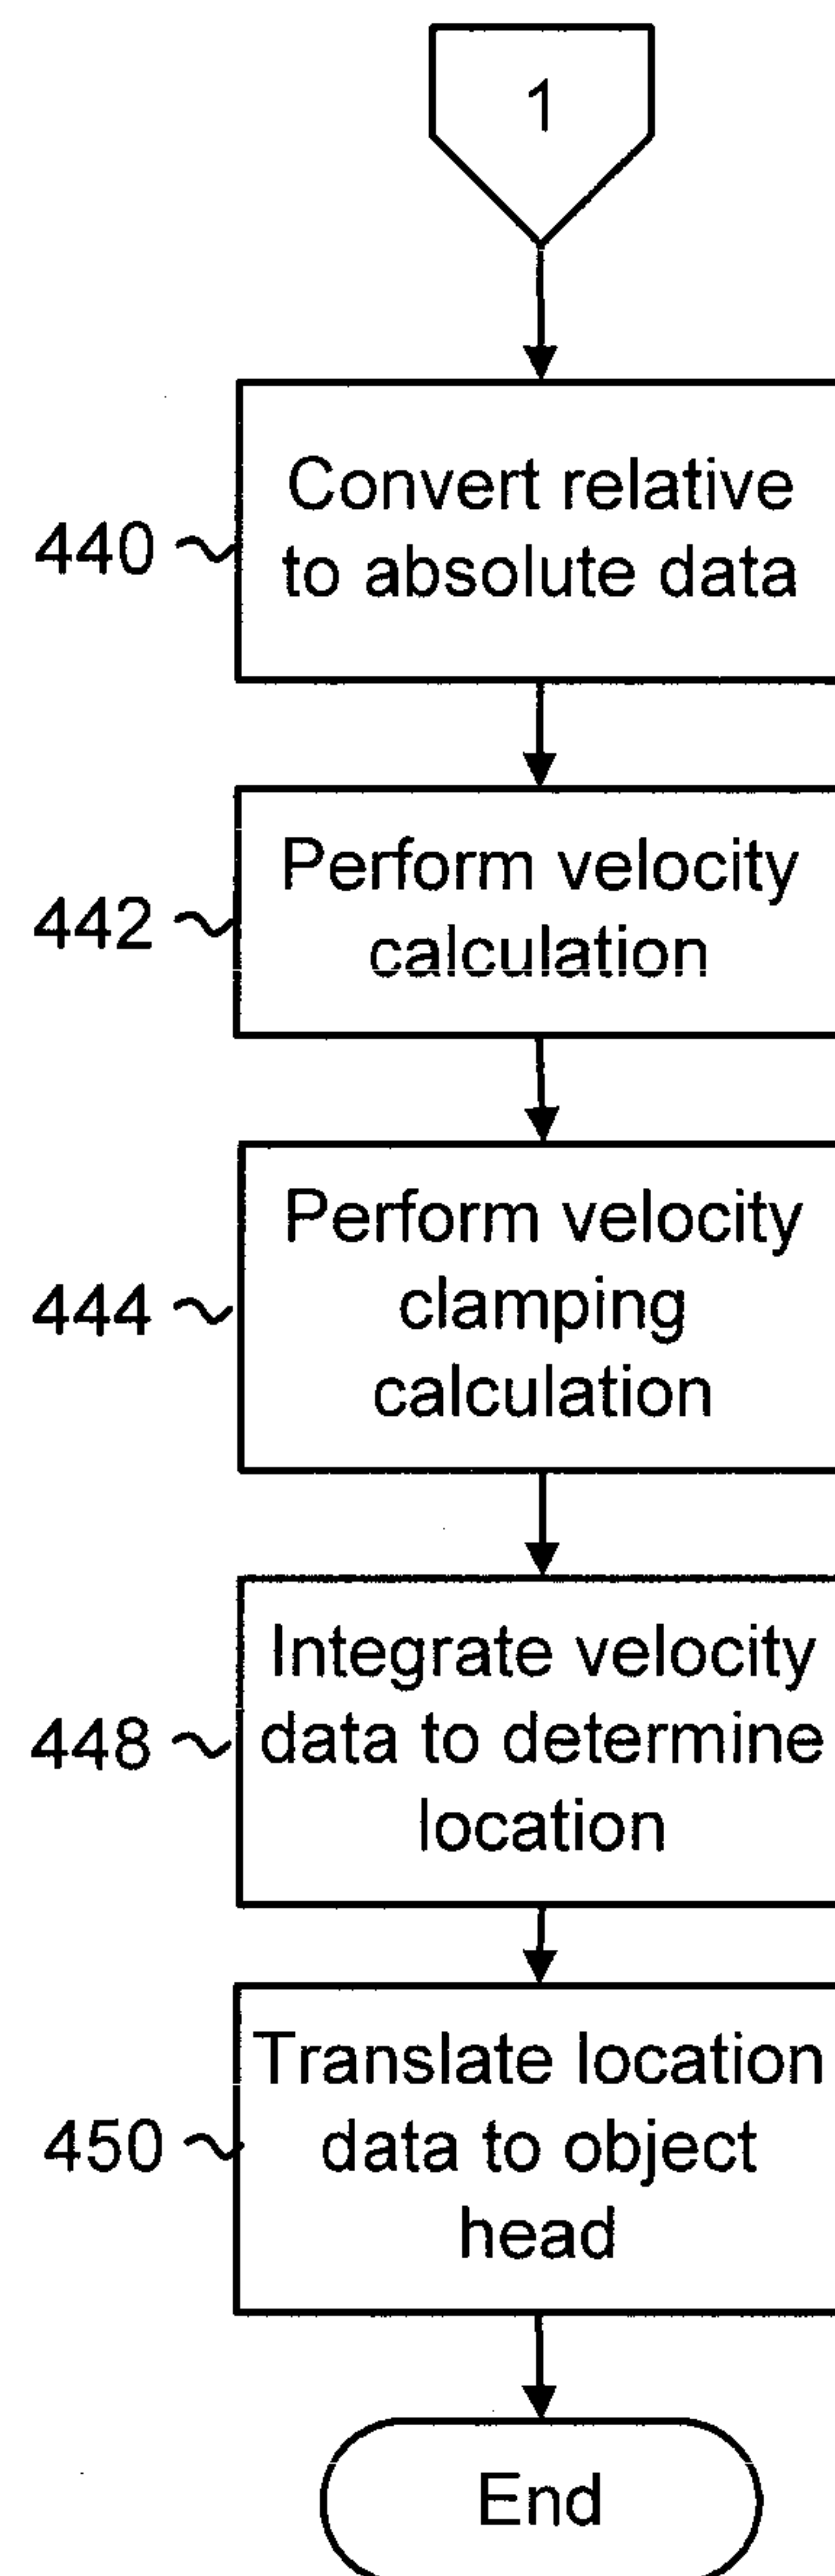 1
440
Convert relative
to absolute data
442
Perform velocity
calculation
444
Perform velocity
clamping
calculation
448
Integrate velocity
data to determine
location
450
Translate location
data to object
head
End